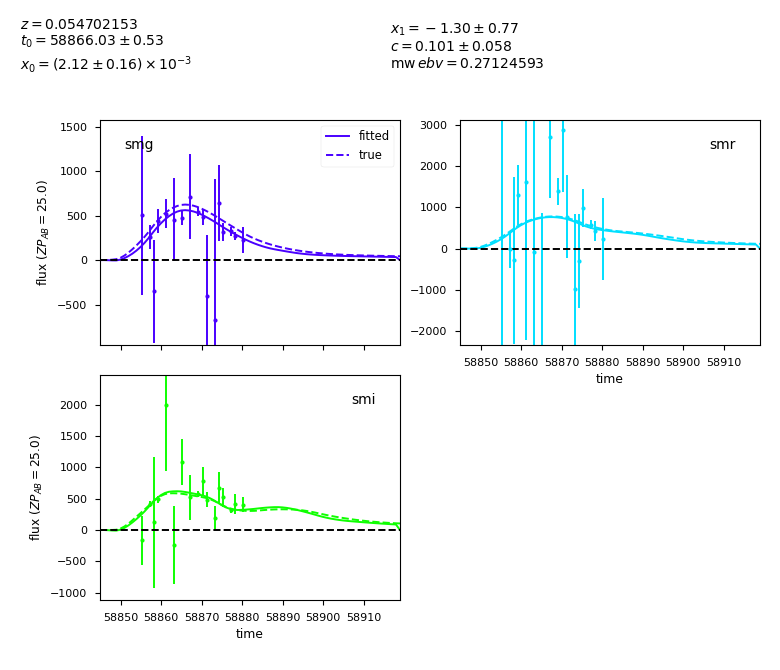 z = 0.054702153
t₀ = 58866.03 ± 0.53
x₀ = (2.12 ± 0.16) × 10⁻³
x₁ = −1.30 ± 0.77
c = 0.101 ± 0.058
mw ebv = 0.27124593
smg
fitted
true
1500
1000
500
0
−500
flux (ZP_AB = 25.0)
smr
3000
2000
1000
0
−1000
−2000
58850 58860 58870 58880 58890 58900 58910
time
smi
2000
1500
1000
500
0
−500
−1000
flux (ZP_AB = 25.0)
58850 58860 58870 58880 58890 58900 58910
time